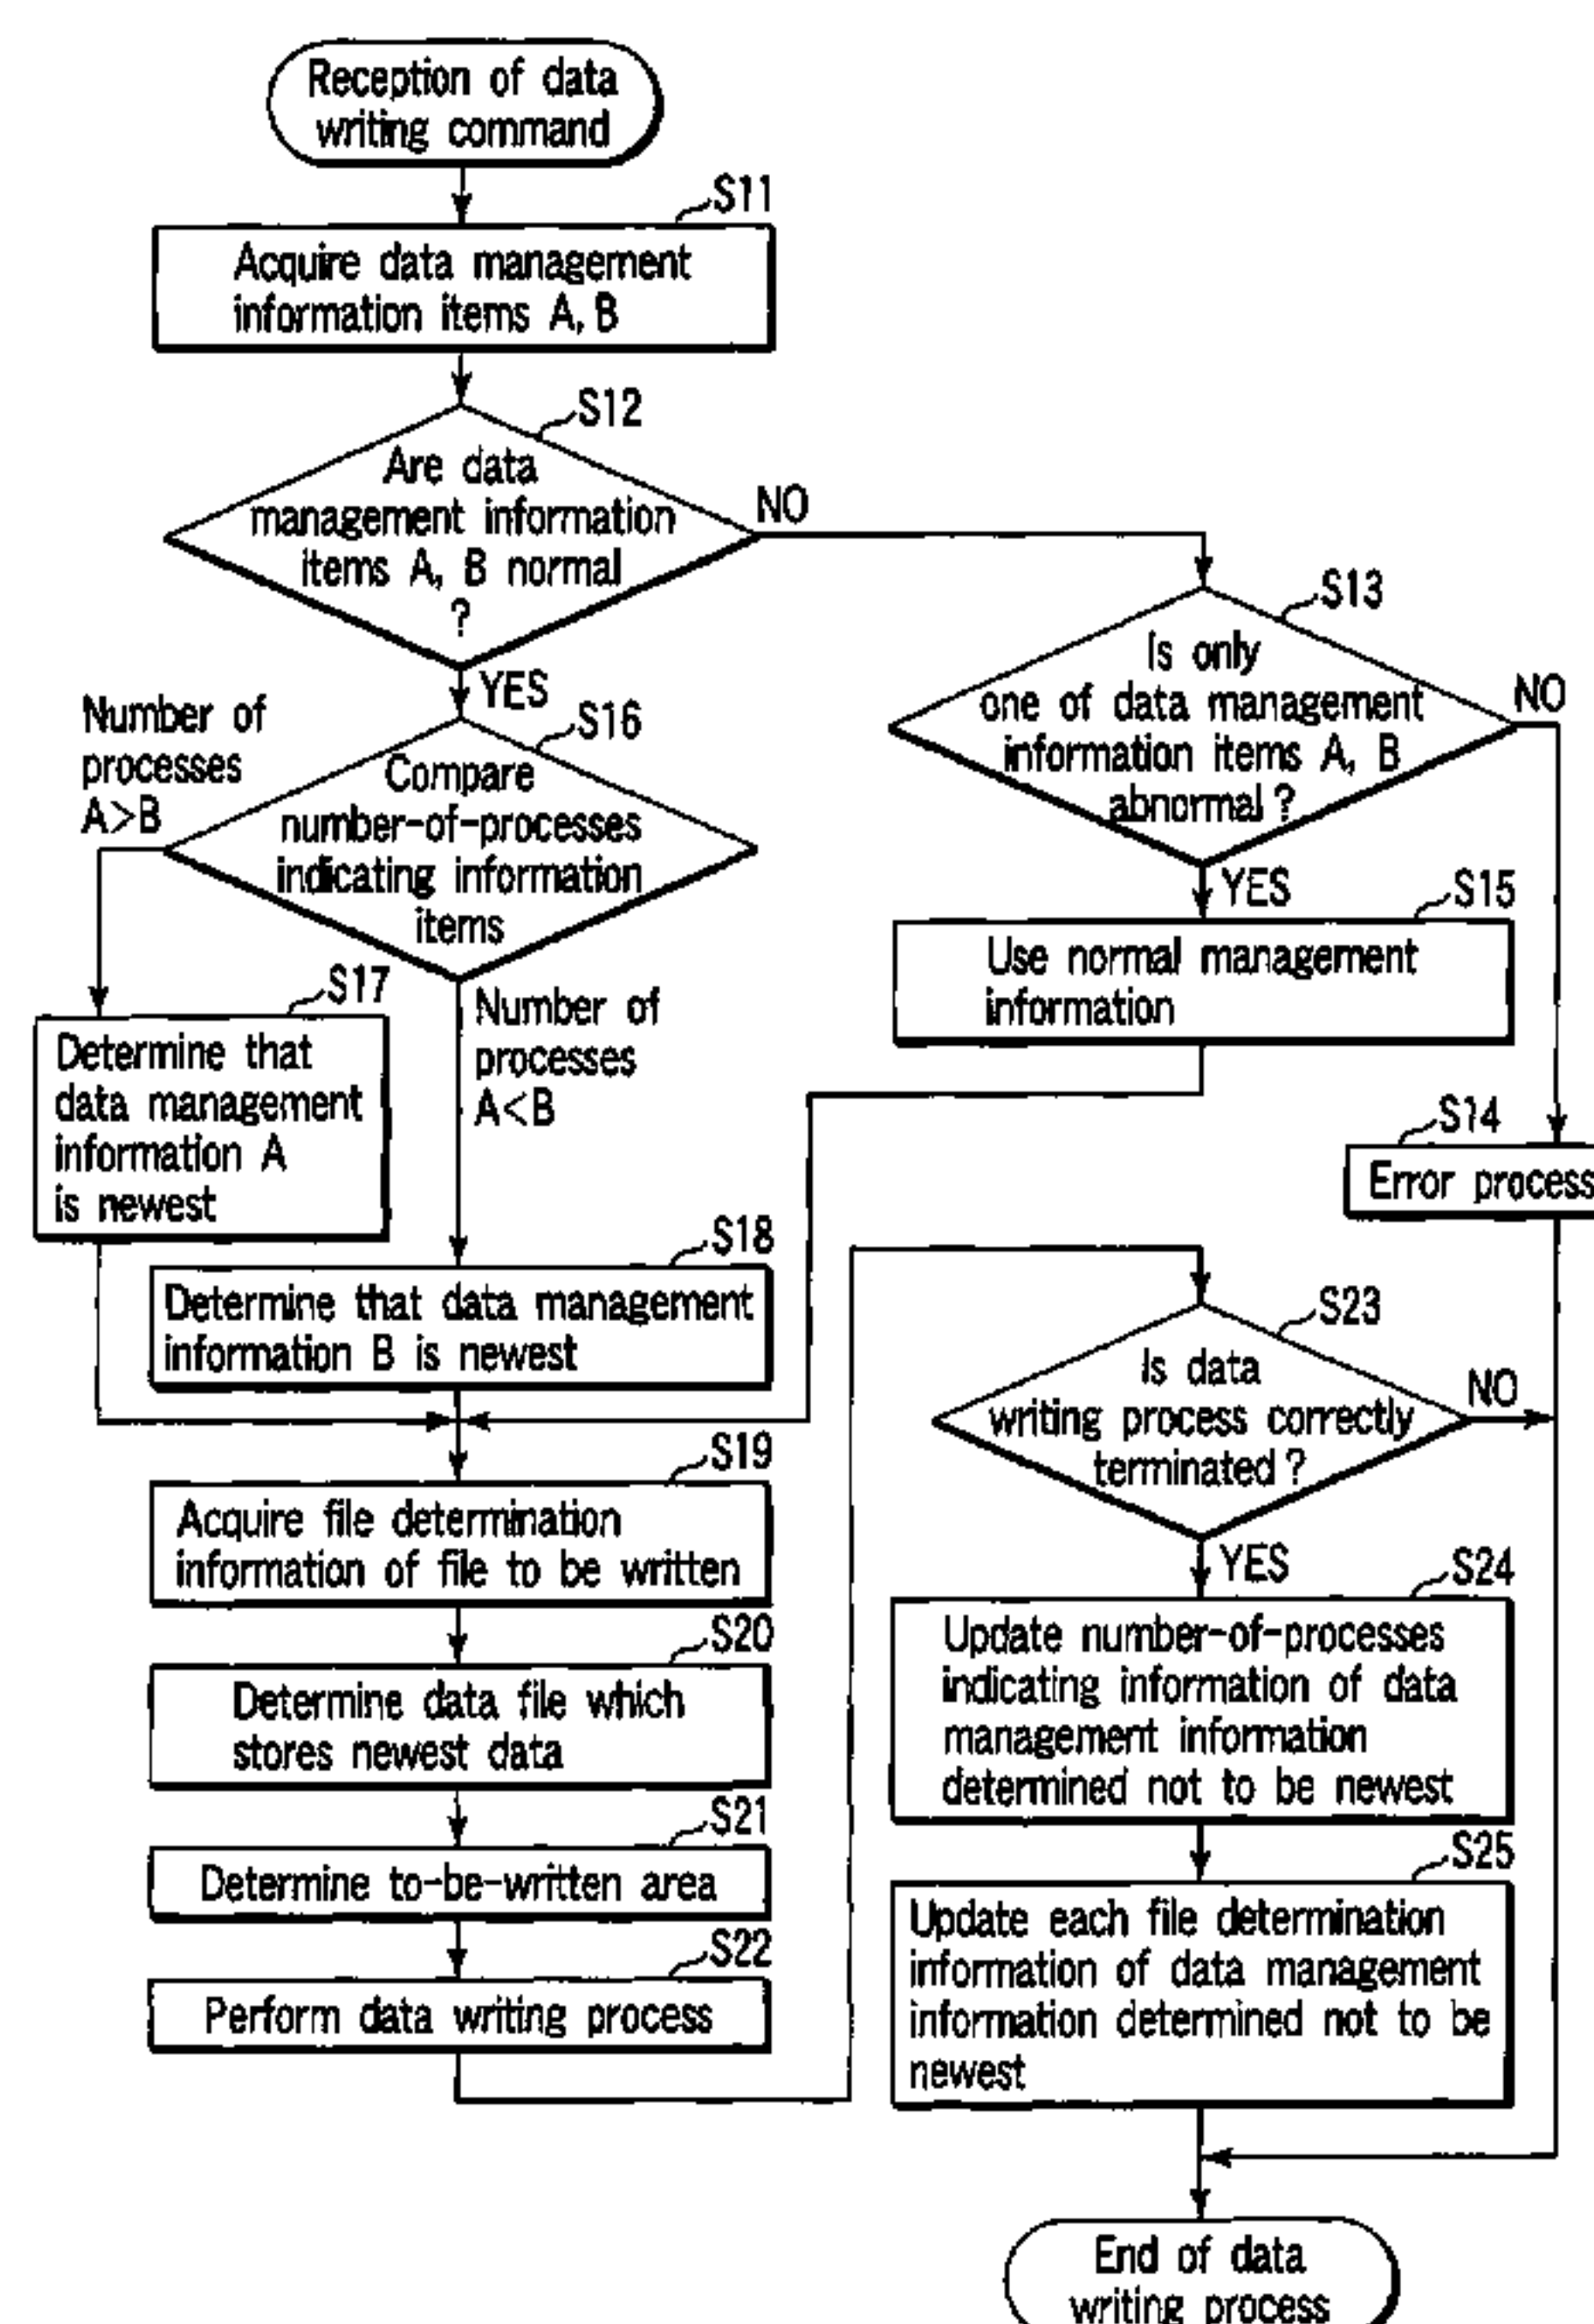 Reception of data
writing command
S11
Acquire data management
information items A, B
S12
Are data
management information
items A, B normal
?
NO
YES
S13
Is only
one of data management
information items A, B
abnormal ?
NO
YES
S16
Compare
number-of-processes
indicating information
items
Number of
processes
A>B
Number of
processes
A<B
S15
Use normal management
information
S17
Determine that
data management
information A
is newest
S14
Error process
S18
Determine that data management
information B is newest
S19
Acquire file determination
information of file to be written
S20
Determine data file which
stores newest data
S21
Determine to-be-written area
S22
Perform data writing process
S23
Is data
writing process correctly
terminated ?
NO
YES
S24
Update number-of-processes
indicating information of data
management information
determined not to be newest
S25
Update each file determination
information of data management
information determined not to be
newest
End of data
writing process